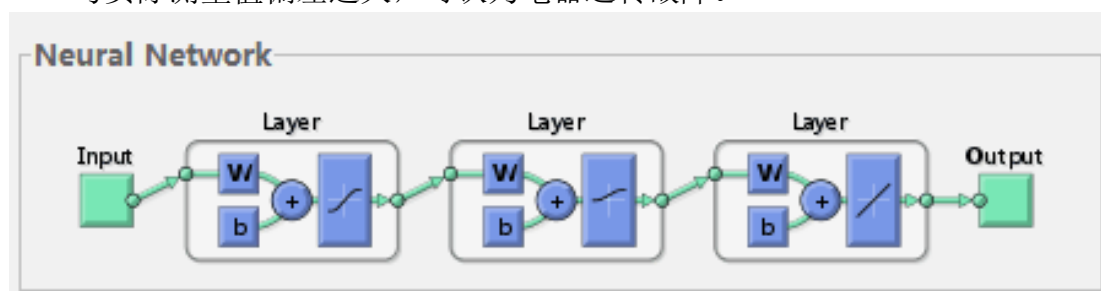 Neural Network
Layer Layer Layer
Input Output
W W W
+ + +
b b b